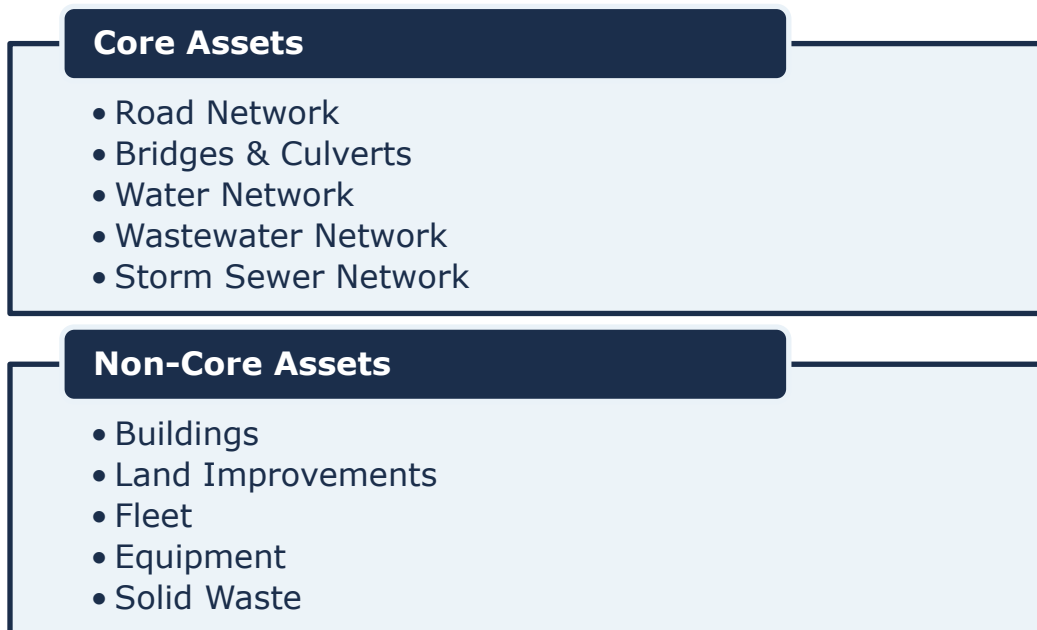 Core Assets
• Road Network
• Bridges & Culverts
• Water Network
• Wastewater Network
• Storm Sewer Network
Non-Core Assets
• Buildings
• Land Improvements
• Fleet
• Equipment
• Solid Waste